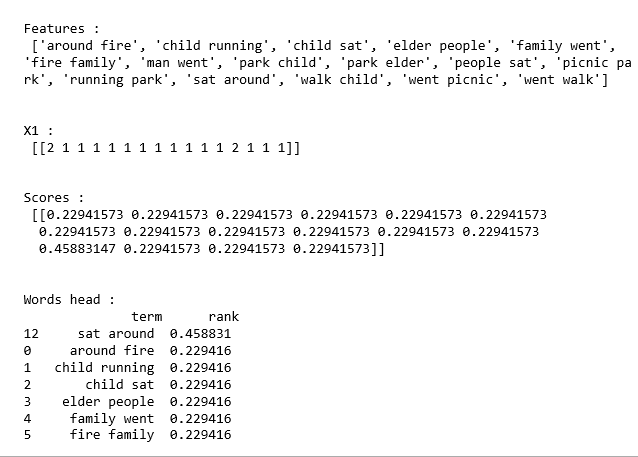 Features :
['around fire', 'child running', 'child sat', 'elder people', 'family went',
'fire family', 'man went', 'park child', 'park elder', 'people sat', 'picnic pa
rk', 'running park', 'sat around', 'walk child', 'went picnic', 'went walk']
X1 :
[[2 1 1 1 1 1 1 1 1 1 1 1 2 1 1 1]]
Scores :
[[0.22941573 0.22941573 0.22941573 0.22941573 0.22941573 0.22941573
0.22941573 0.22941573 0.22941573 0.22941573 0.22941573 0.22941573
0.45883147 0.22941573 0.22941573 0.22941573]]
Words head :
term rank
12 sat around 0.458831
0 around fire 0.229416
1 child running 0.229416
2 child sat 0.229416
3 elder people 0.229416
4 family went 0.229416
5 fire family 0.229416